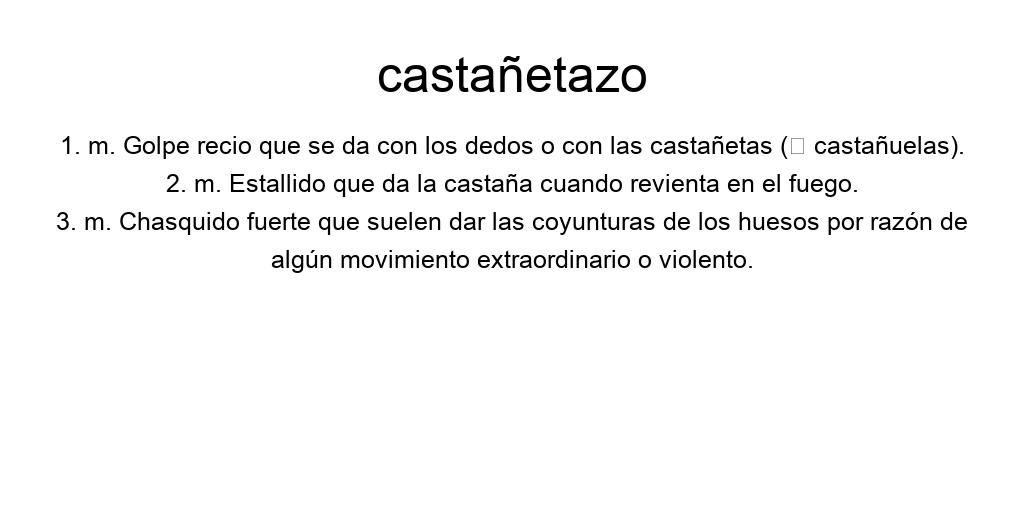 castañetazo
1. m. Golpe recio que se da con los dedos o con las castañetas (□ castañuelas).
2. m. Estallido que da la castaña cuando revienta en el fuego.
3. m. Chasquido fuerte que suelen dar las coyunturas de los huesos por razón de
algún movimiento extraordinario o violento.